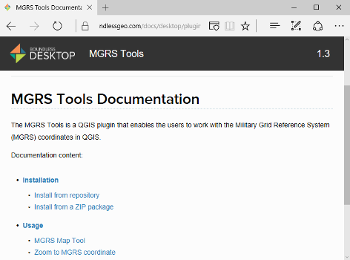 MGRS Tools Documenta
ndlessgeo.com/docs/desktop/plugin
BOUNDLESS
DESKTOP
MGRS Tools
1.3
MGRS Tools Documentation
The MGRS Tools is a QGIS plugin that enables the users to work with the Military Grid Reference System
(MGRS) coordinates in QGIS.
Documentation content:
Installation
Install from repository
Install from a ZIP package
Usage
MGRS Map Tool
Zoom to MGRS coordinate